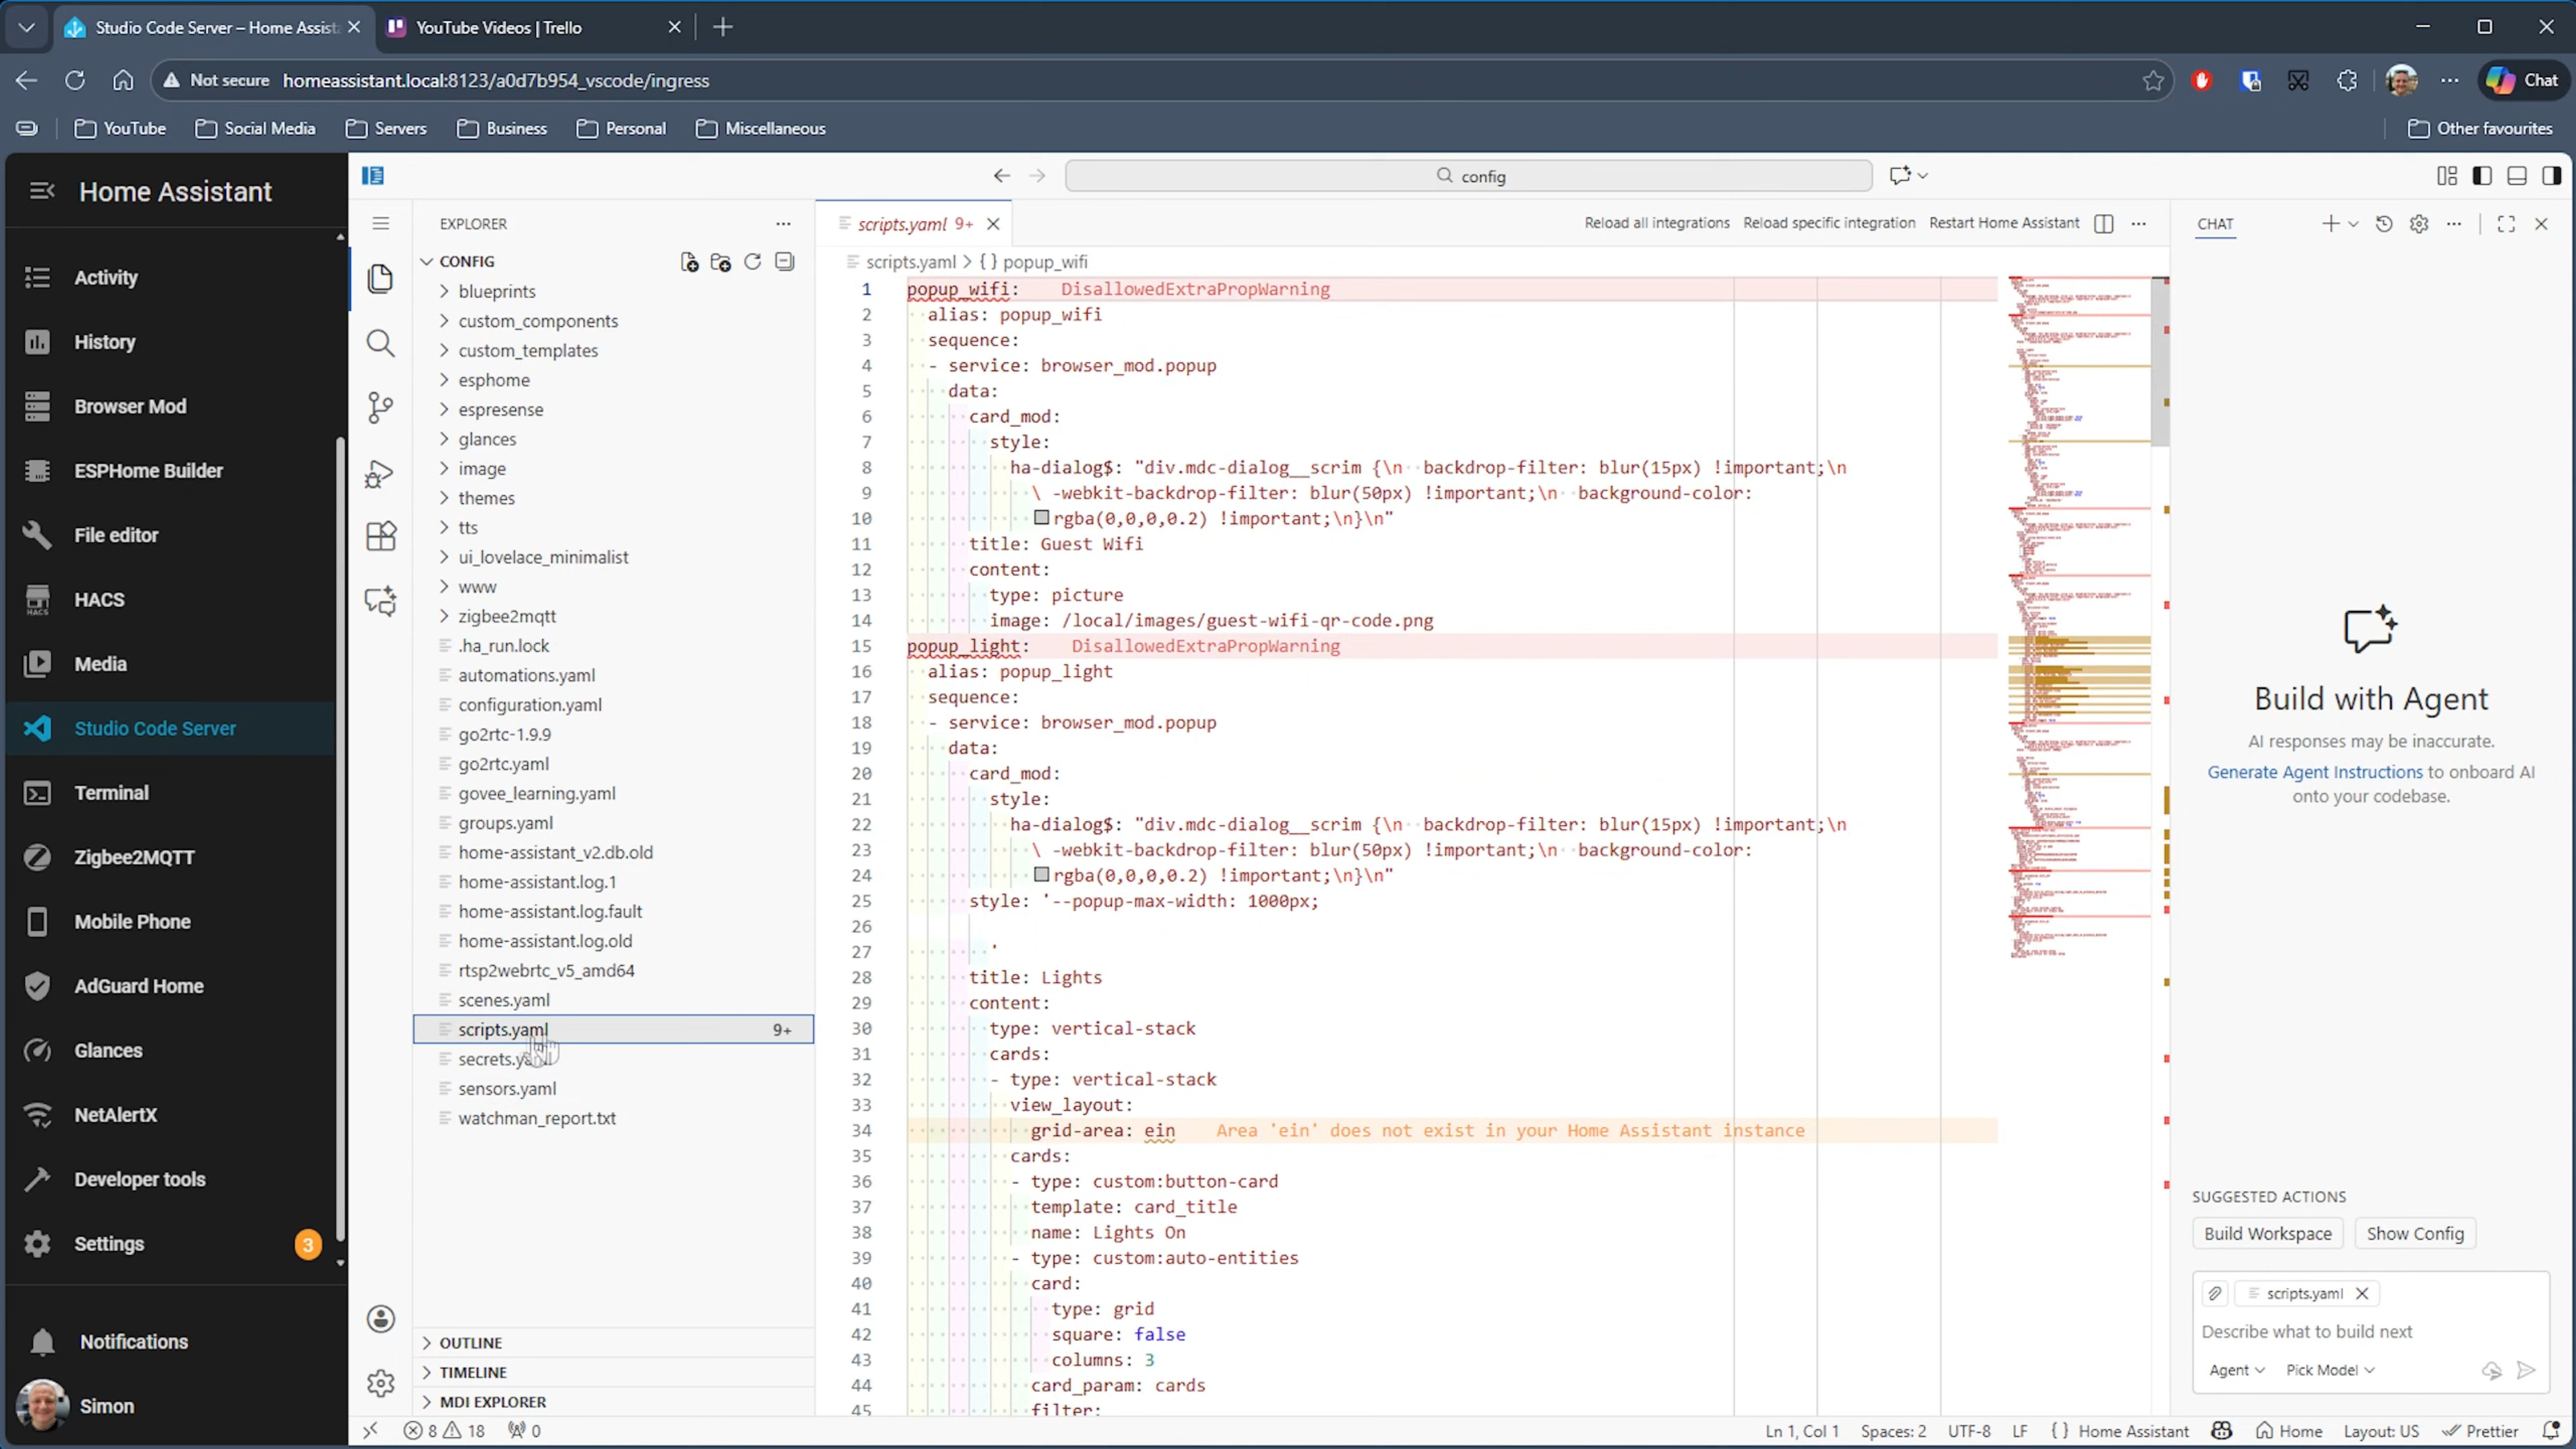 Studio Code Server – Home Assist
YouTube Videos | Trello
Not secure
homeassistant.local:8123/a0d7b954_vscode/ingress
Chat
YouTube
Social Media
Servers
Business
Personal
Miscellaneous
Other favourites
Home Assistant
Activity
History
Browser Mod
ESPHome Builder
File editor
HACS
HACS
Media
Studio Code Server
Terminal
Zigbee2MQTT
Mobile Phone
AdGuard Home
Glances
NetAlertX
Developer tools
Settings
3
Notifications
Simon
config
EXPLORER
CONFIG
blueprints
custom_components
custom_templates
esphome
espresense
glances
image
themes
tts
ui_lovelace_minimalist
www
zigbee2mqtt
.ha_run.lock
automations.yaml
configuration.yaml
go2rtc-1.9.9
go2rtc.yaml
govee_learning.yaml
groups.yaml
home-assistant_v2.db.old
home-assistant.log.1
home-assistant.log.fault
home-assistant.log.old
rtsp2webrtc_v5_amd64
scenes.yaml
scripts.yaml 9+
secrets.
sensors.yaml
watchman_report.txt
OUTLINE
TIMELINE
MDI EXPLORER
scripts.yaml 9+
Reload all integrations
Reload specific integration
Restart Home Assistant
scripts.yaml > {} popup_wifi
1 popup_wifi: DisallowedExtraPropWarning
2 alias: popup_wifi
3 sequence:
4 - service: browser_mod.popup
5 data:
6 card_mod:
7 style:
8 ha-dialog$: "div.mdc-dialog__scrim {\n  backdrop-filter: blur(15px) !important;\n
9 \ -webkit-backdrop-filter: blur(50px) !important;\n  background-color:
10 rgba(0,0,0,0.2) !important;\n}\n"
11 title: Guest Wifi
12 content:
13 type: picture
14 image: /local/images/guest-wifi-qr-code.png
15 popup_light: DisallowedExtraPropWarning
16 alias: popup_light
17 sequence:
18 - service: browser_mod.popup
19 data:
20 card_mod:
21 style:
22 ha-dialog$: "div.mdc-dialog__scrim {\n  backdrop-filter: blur(15px) !important;\n
23 \ -webkit-backdrop-filter: blur(50px) !important;\n  background-color:
24 rgba(0,0,0,0.2) !important;\n}\n"
25 style: '--popup-max-width: 1000px;
26
27 '
28 title: Lights
29 content:
30 type: vertical-stack
31 cards:
32 - type: vertical-stack
33 view_layout:
34 grid-area: ein Area 'ein' does not exist in your Home Assistant instance
35 cards:
36 - type: custom:button-card
37 template: card_title
38 name: Lights On
39 - type: custom:auto-entities
40 card:
41 type: grid
42 square: false
43 columns: 3
44 card_param: cards
45 filter:
CHAT
Build with Agent
AI responses may be inaccurate.
Generate Agent Instructions to onboard AI
onto your codebase.
SUGGESTED ACTIONS
Build Workspace
Show Config
scripts.yaml
Describe what to build next
Agent
Pick Model
8
18
0
Ln 1, Col 1
Spaces: 2
UTF-8
LF
{} Home Assistant
Home
Layout: US
Prettier